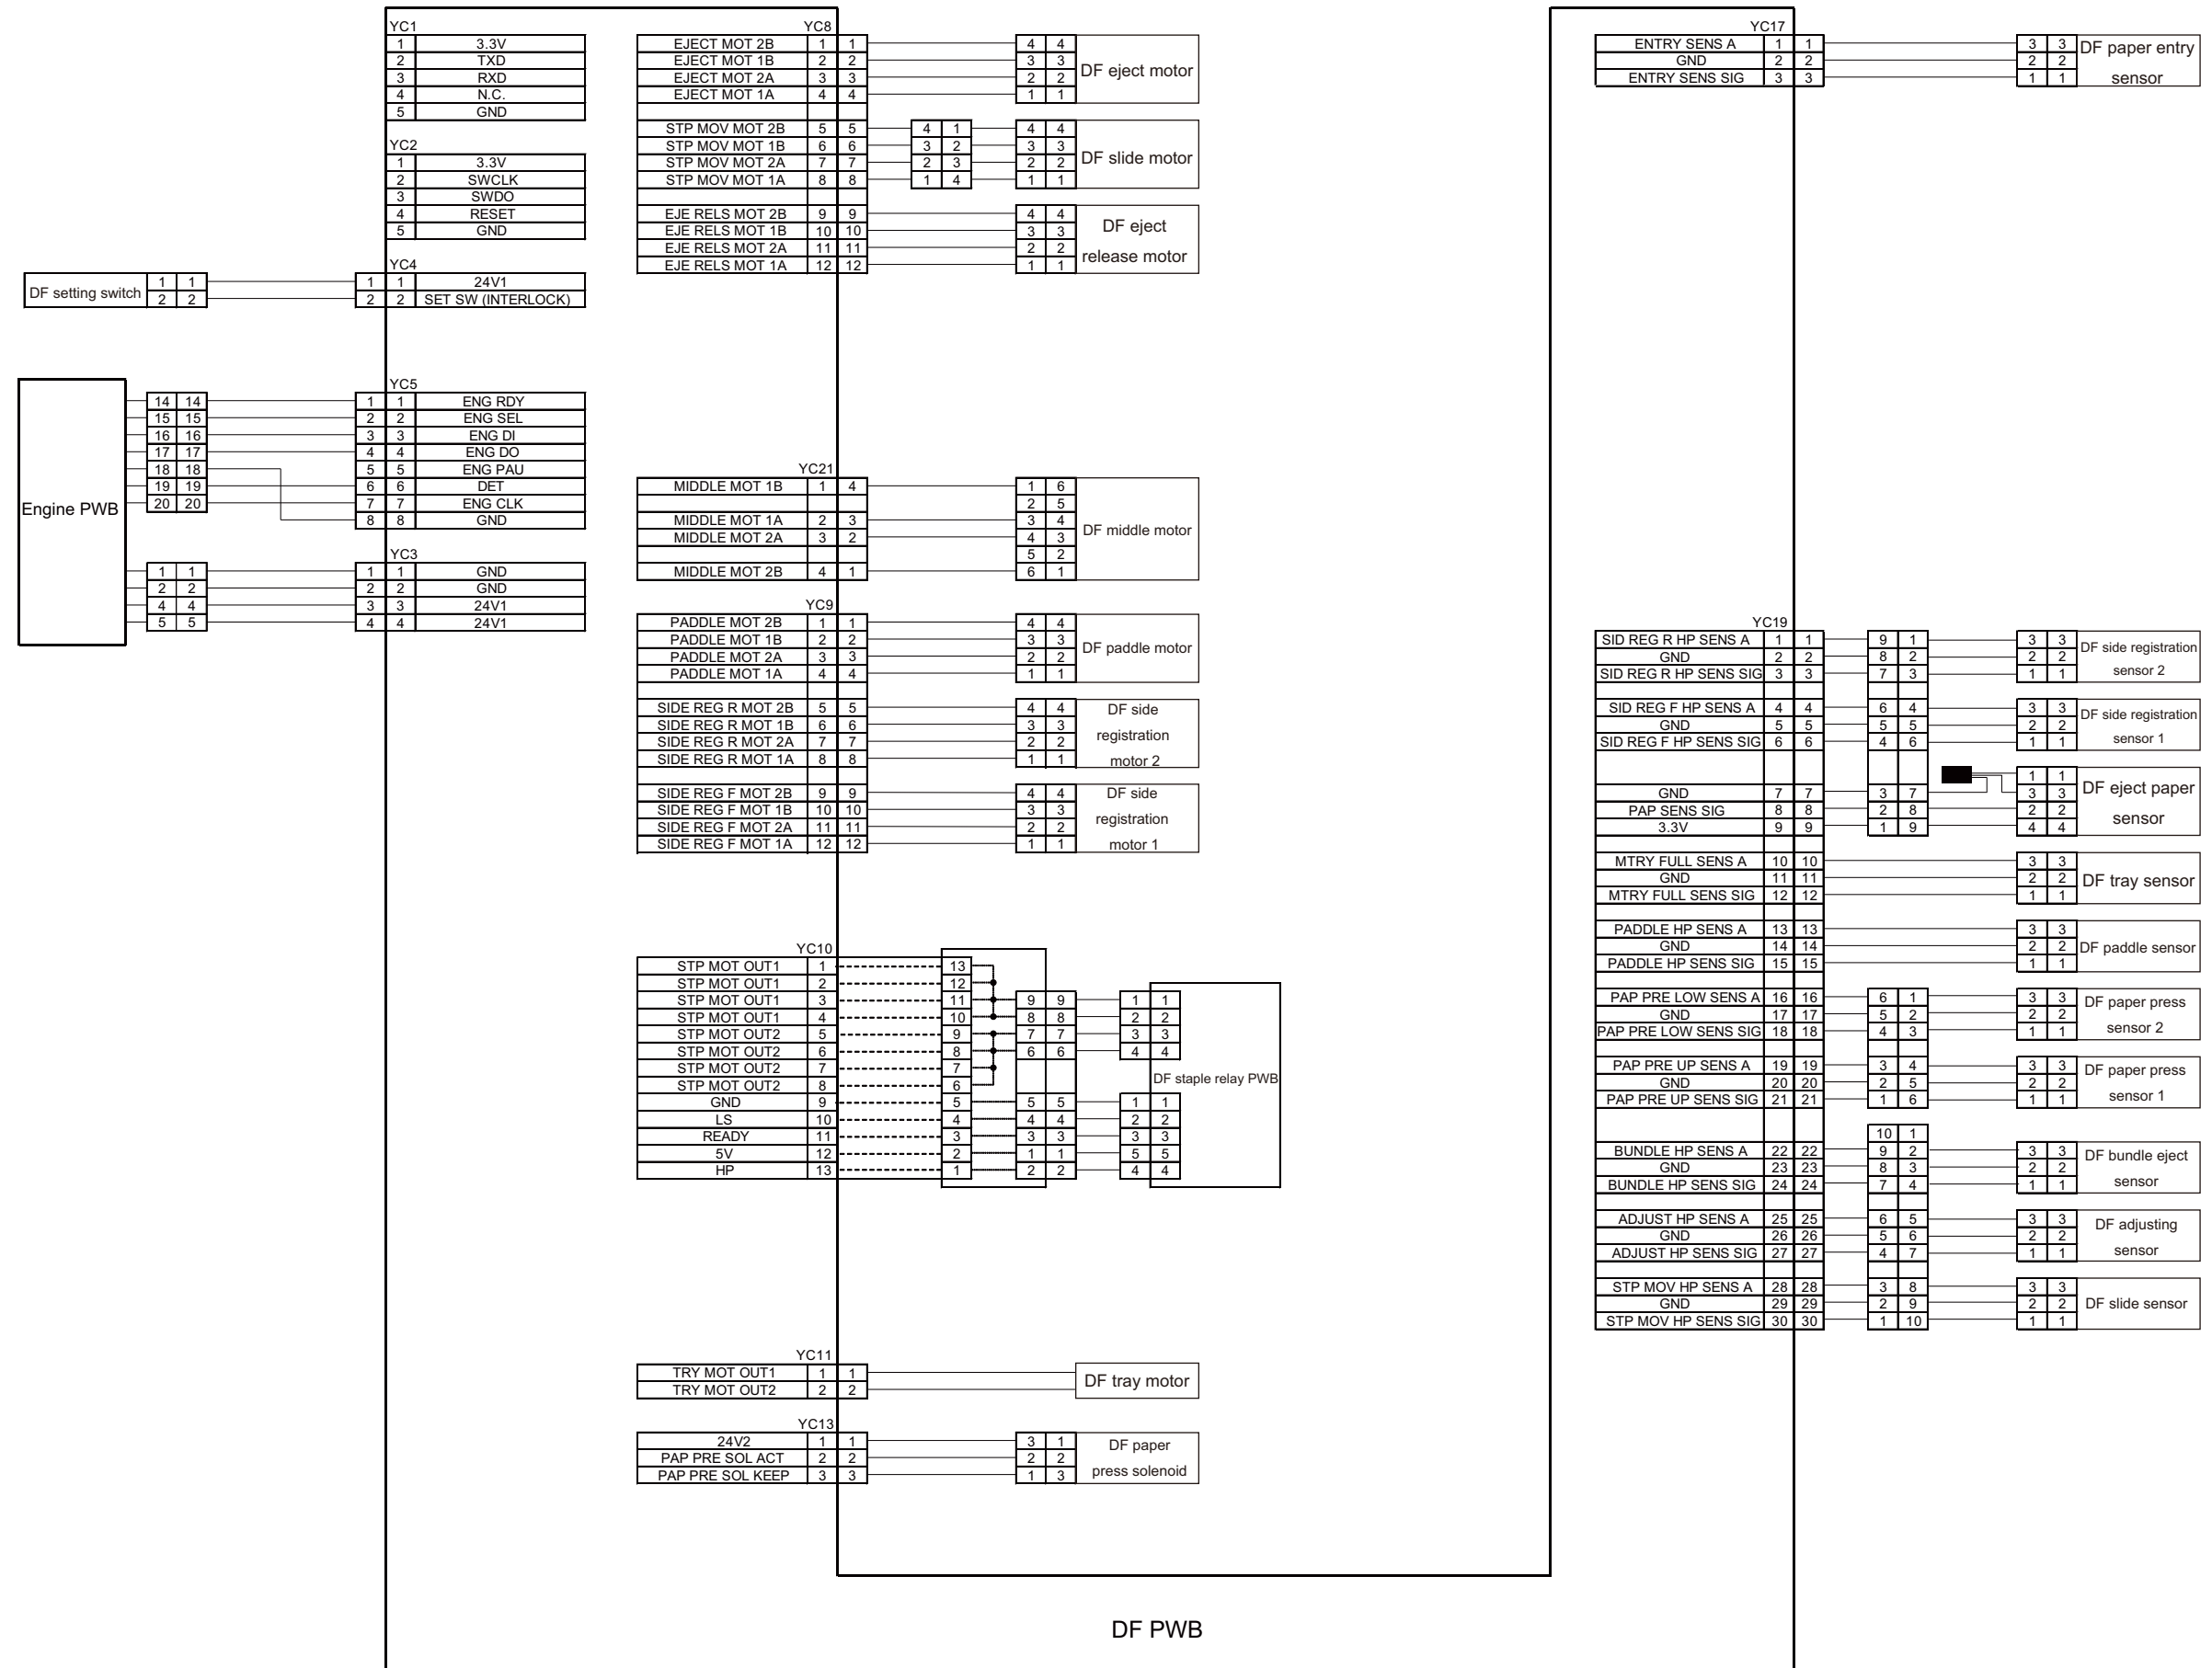 YC1
1 3.3V
2 TXD
3 RXD
4 N.C.
5 GND
YC2
1 3.3V
2 SWCLK
3 SWDO
4 RESET
5 GND
YC4
DF setting switch 1 1 1 1 24V1
2 2 2 2 SET SW (INTERLOCK)
YC5
Engine PWB
14 14 1 1 ENG RDY
15 15 2 2 ENG SEL
16 16 3 3 ENG DI
17 17 4 4 ENG DO
18 18 5 5 ENG PAU
19 19 6 6 DET
20 20 7 7 ENG CLK
8 8 GND
YC3
1 1 1 1 GND
2 2 2 2 GND
4 4 3 3 24V1
5 5 4 4 24V1
YC8
EJECT MOT 2B 1 1 4 4
EJECT MOT 1B 2 2 3 3
EJECT MOT 2A 3 3 2 2
EJECT MOT 1A 4 4 1 1
DF eject motor
STP MOV MOT 2B 5 5 4 1 4 4
STP MOV MOT 1B 6 6 3 2 3 3
STP MOV MOT 2A 7 7 2 3 2 2
STP MOV MOT 1A 8 8 1 4 1 1
DF slide motor
EJE RELS MOT 2B 9 9 4 4
EJE RELS MOT 1B 10 10 3 3
EJE RELS MOT 2A 11 11 2 2
EJE RELS MOT 1A 12 12 1 1
DF eject
release motor
YC21
MIDDLE MOT 1B 1 4 1 6
2 5
MIDDLE MOT 1A 2 3 3 4
MIDDLE MOT 2A 3 2 4 3
5 2
MIDDLE MOT 2B 4 1 6 1
DF middle motor
YC9
PADDLE MOT 2B 1 1 4 4
PADDLE MOT 1B 2 2 3 3
PADDLE MOT 2A 3 3 2 2
PADDLE MOT 1A 4 4 1 1
DF paddle motor
SIDE REG R MOT 2B 5 5 4 4
SIDE REG R MOT 1B 6 6 3 3
SIDE REG R MOT 2A 7 7 2 2
SIDE REG R MOT 1A 8 8 1 1
DF side
registration
motor 2
SIDE REG F MOT 2B 9 9 4 4
SIDE REG F MOT 1B 10 10 3 3
SIDE REG F MOT 2A 11 11 2 2
SIDE REG F MOT 1A 12 12 1 1
DF side
registration
motor 1
YC10
STP MOT OUT1 1 13
STP MOT OUT1 2 12
STP MOT OUT1 3 11 9 9 1 1
STP MOT OUT1 4 10 8 8 2 2
STP MOT OUT2 5 9 7 7 3 3
STP MOT OUT2 6 8 6 6 4 4
STP MOT OUT2 7 7
STP MOT OUT2 8 6
GND 9 5 5 5 1 1
LS 10 4 4 4 2 2
READY 11 3 3 3 3 3
5V 12 2 1 1 5 5
HP 13 1 2 2 4 4
DF staple relay PWB
YC11
TRY MOT OUT1 1 1
TRY MOT OUT2 2 2
DF tray motor
YC13
24V2 1 1 3 1
PAP PRE SOL ACT 2 2 2 2
PAP PRE SOL KEEP 3 3 1 3
DF paper
press solenoid
YC17
ENTRY SENS A 1 1 3 3
GND 2 2 2 2
ENTRY SENS SIG 3 3 1 1
DF paper entry
sensor
YC19
SID REG R HP SENS A 1 1 9 1 3 3
GND 2 2 8 2 2 2
SID REG R HP SENS SIG 3 3 7 3 1 1
DF side registration
sensor 2
SID REG F HP SENS A 4 4 6 4 3 3
GND 5 5 5 5 2 2
SID REG F HP SENS SIG 6 6 4 6 1 1
DF side registration
sensor 1
1 1
GND 7 7 3 7 3 3
PAP SENS SIG 8 8 2 8 2 2
3.3V 9 9 1 9 4 4
DF eject paper
sensor
MTRY FULL SENS A 10 10 3 3
GND 11 11 2 2
MTRY FULL SENS SIG 12 12 1 1
DF tray sensor
PADDLE HP SENS A 13 13 3 3
GND 14 14 2 2
PADDLE HP SENS SIG 15 15 1 1
DF paddle sensor
PAP PRE LOW SENS A 16 16 6 1 3 3
GND 17 17 5 2 2 2
PAP PRE LOW SENS SIG 18 18 4 3 1 1
DF paper press
sensor 2
PAP PRE UP SENS A 19 19 3 4 3 3
GND 20 20 2 5 2 2
PAP PRE UP SENS SIG 21 21 1 6 1 1
DF paper press
sensor 1
10 1
BUNDLE HP SENS A 22 22 9 2 3 3
GND 23 23 8 3 2 2
BUNDLE HP SENS SIG 24 24 7 4 1 1
DF bundle eject
sensor
ADJUST HP SENS A 25 25 6 5 3 3
GND 26 26 5 6 2 2
ADJUST HP SENS SIG 27 27 4 7 1 1
DF adjusting
sensor
STP MOV HP SENS A 28 28 3 8 3 3
GND 29 29 2 9 2 2
STP MOV HP SENS SIG 30 30 1 10 1 1
DF slide sensor
DF PWB